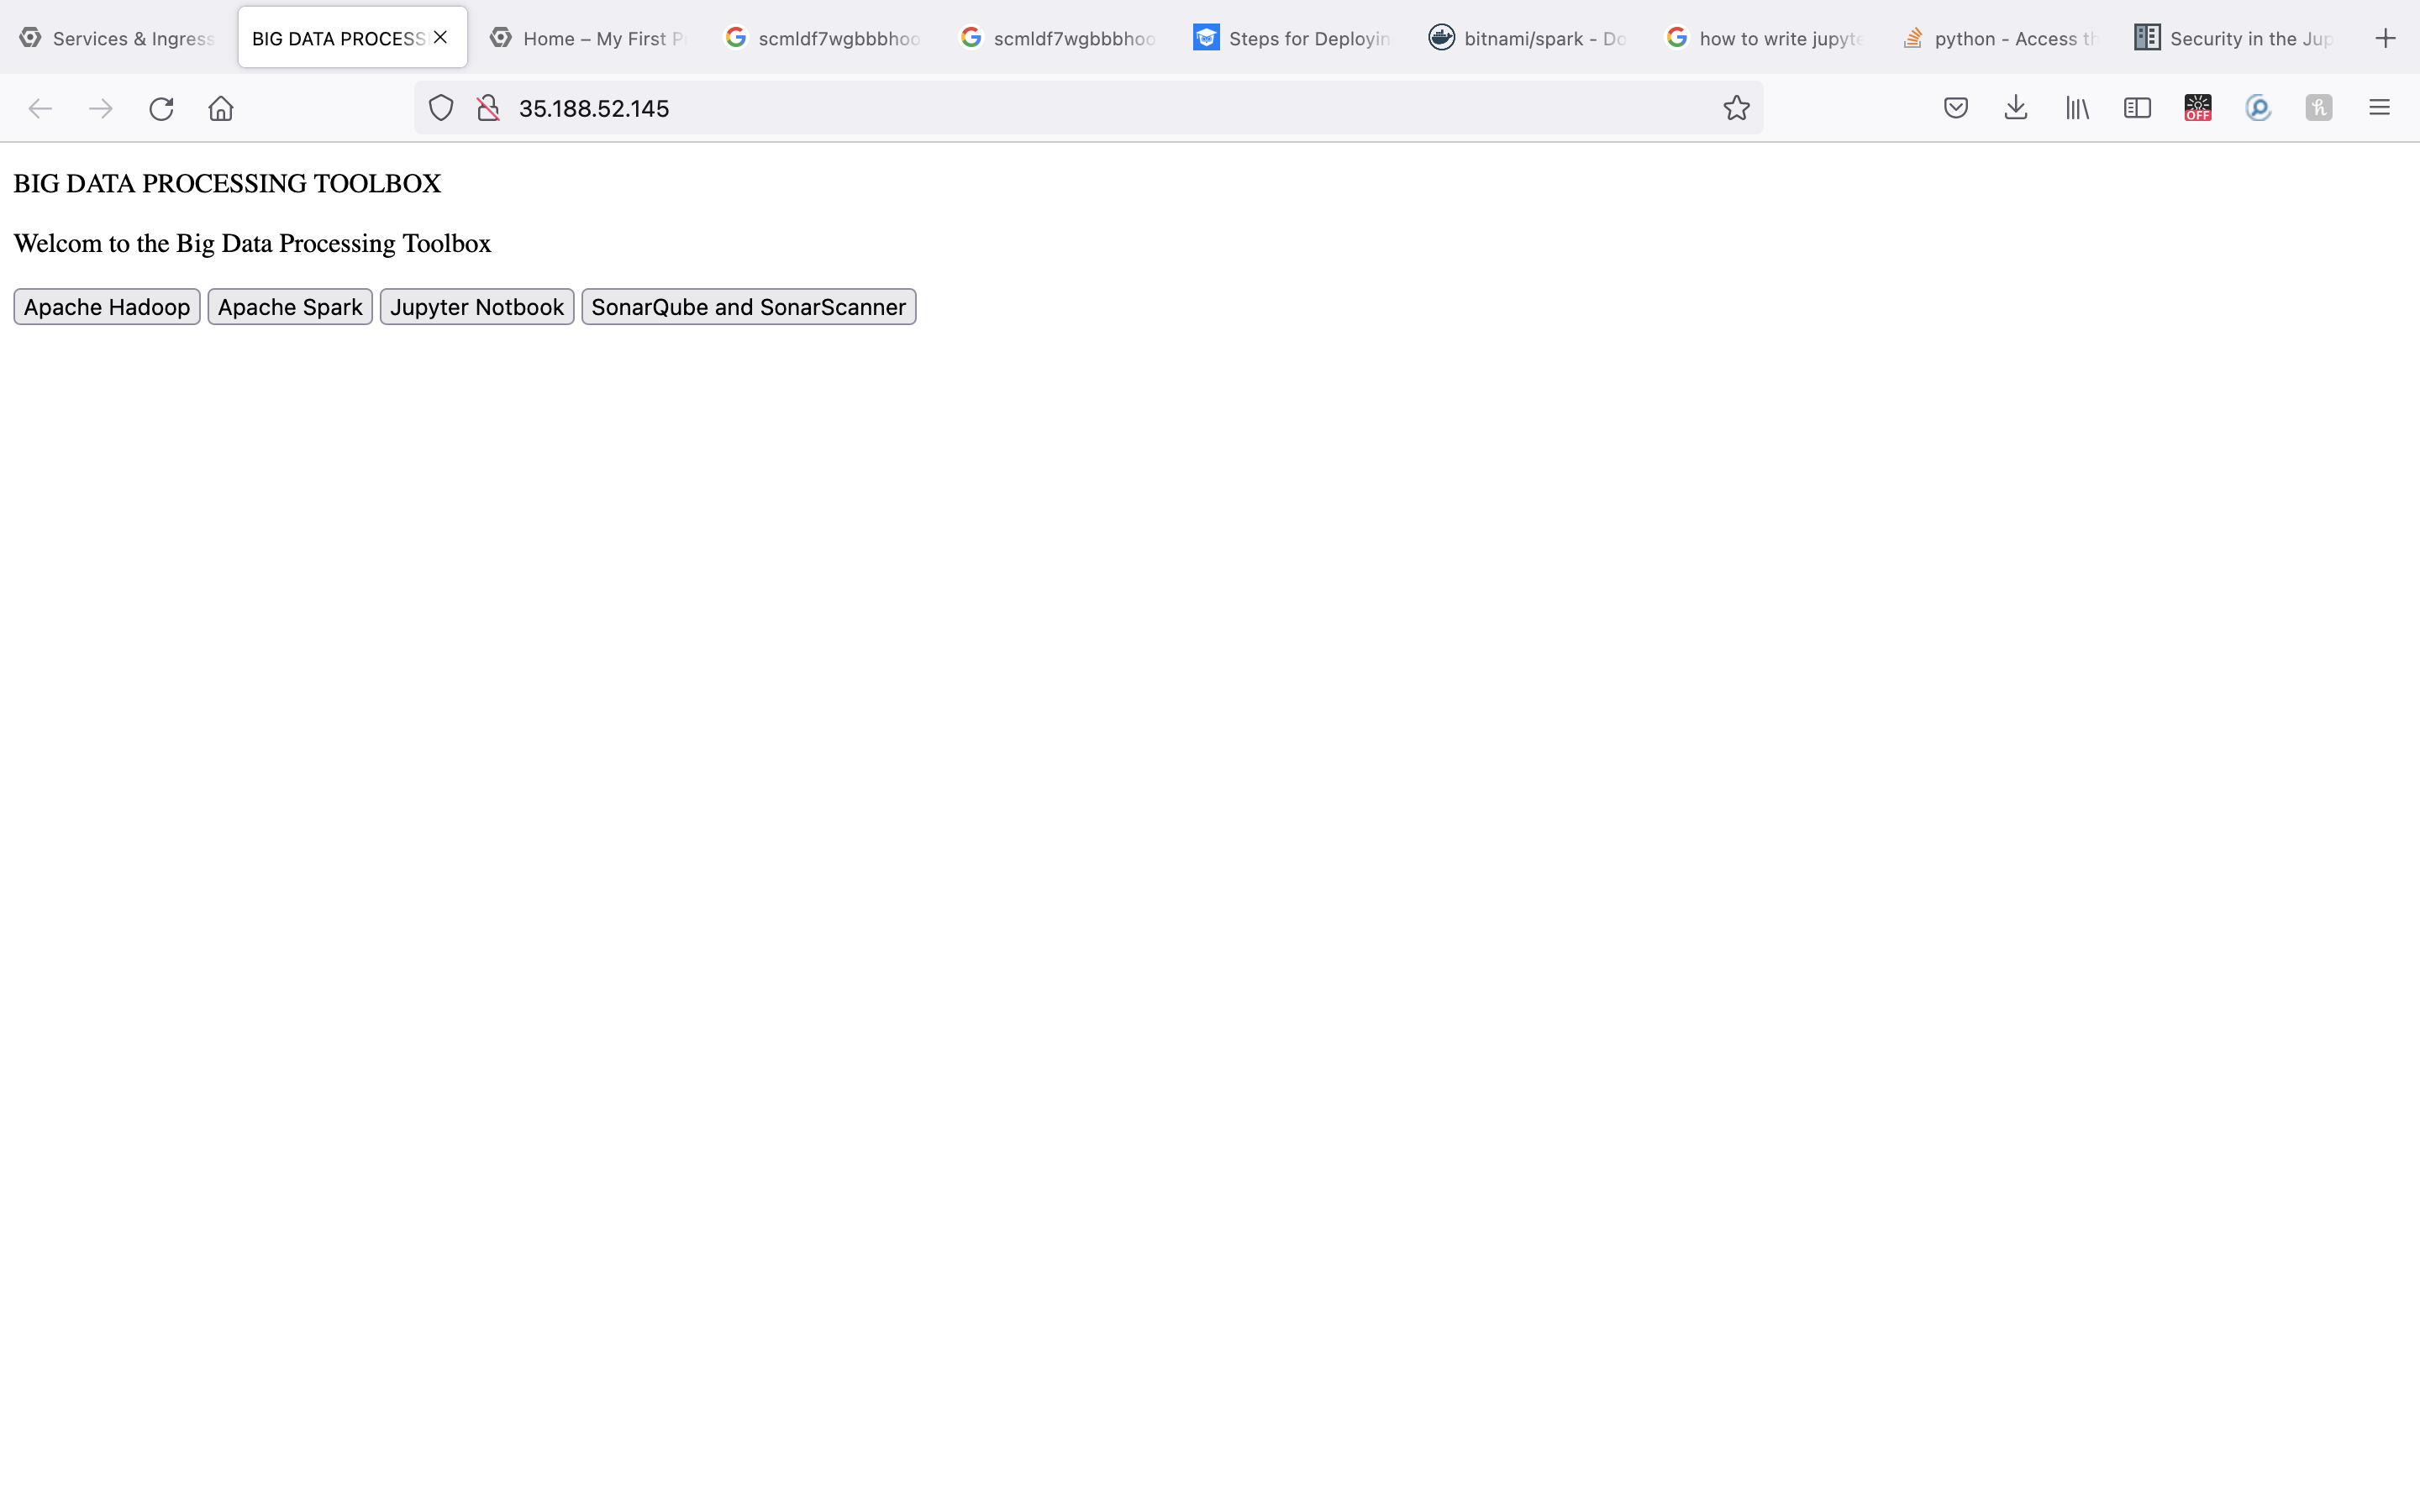 Services & Ingress BIG DATA PROCESS Home – My First P scmldf7wgbbbhoo scmldf7wgbbbhoo Steps for Deployin bitnami/spark - Do how to write jupyte python - Access th Security in the Jup
35.188.52.145 OFF
BIG DATA PROCESSING TOOLBOX
Welcom to the Big Data Processing Toolbox
Apache Hadoop Apache Spark Jupyter Notbook SonarQube and SonarScanner